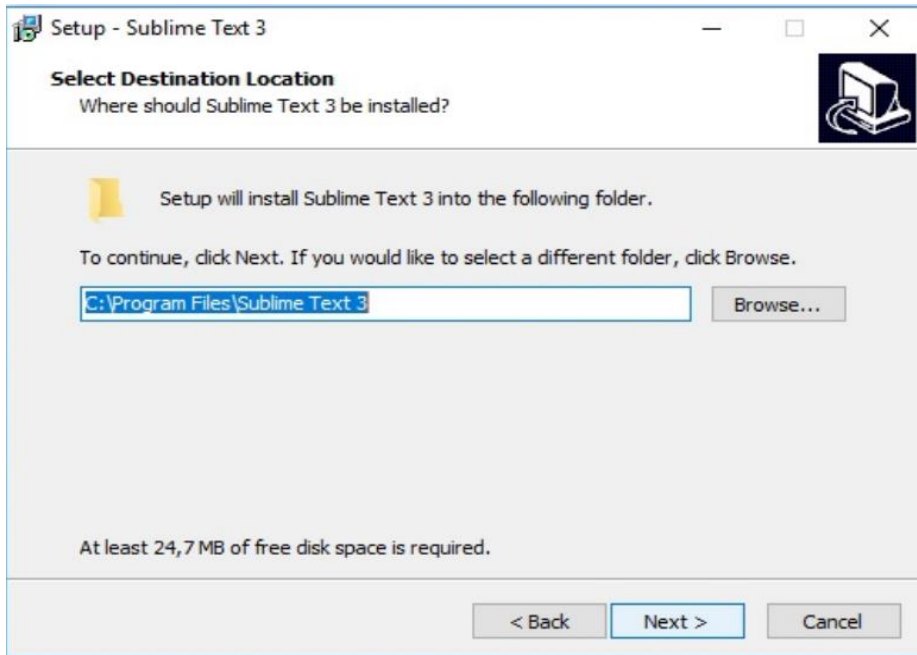 Setup - Sublime Text 3
Select Destination Location
Where should Sublime Text 3 be installed?
Setup will install Sublime Text 3 into the following folder.
To continue, click Next. If you would like to select a different folder, click Browse.
C:\Program Files\Sublime Text 3
Browse...
At least 24,7 MB of free disk space is required.
< Back
Next >
Cancel